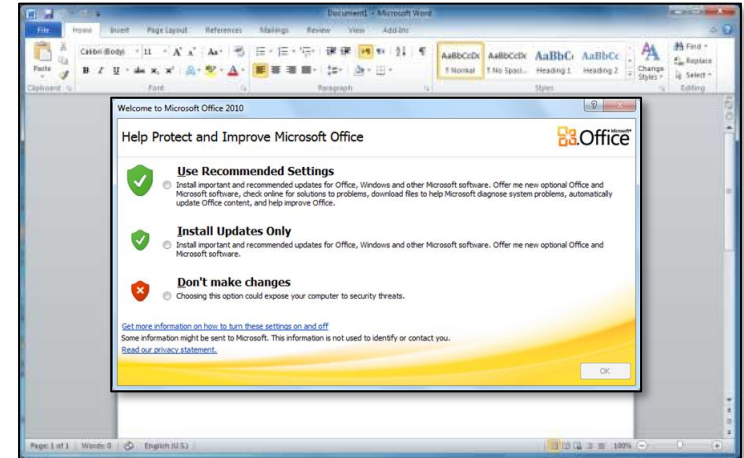 Document1 - Microsoft Word
File Home Insert Page Layout References Mailings Review View Add-Ins
Calibri (Body) 11 A A Aa
AaBbCcDc AaBbCcDc AaBbC AaBbCc
Find
Replace
Select
Paste
B I U abc x, x² A
¶ Normal ¶ No Spaci... Heading 1 Heading 2
Change Styles
Clipboard Font Paragraph Styles Editing
Welcome to Microsoft Office 2010
Help Protect and Improve Microsoft Office
Microsoft®
Office
Use Recommended Settings
Install important and recommended updates for Office, Windows and other Microsoft software. Offer me new optional Office and
Microsoft software, check online for solutions to problems, download files to help Microsoft diagnose system problems, automatically
update Office content, and help improve Office.
Install Updates Only
Install important and recommended updates for Office, Windows and other Microsoft software. Offer me new optional Office and
Microsoft software.
Don't make changes
Choosing this option could expose your computer to security threats.
Get more information on how to turn these settings on and off
Some information might be sent to Microsoft. This information is not used to identify or contact you.
Read our privacy statement.
OK
Page: 1 of 1 Words: 0 English (U.S.) 100%